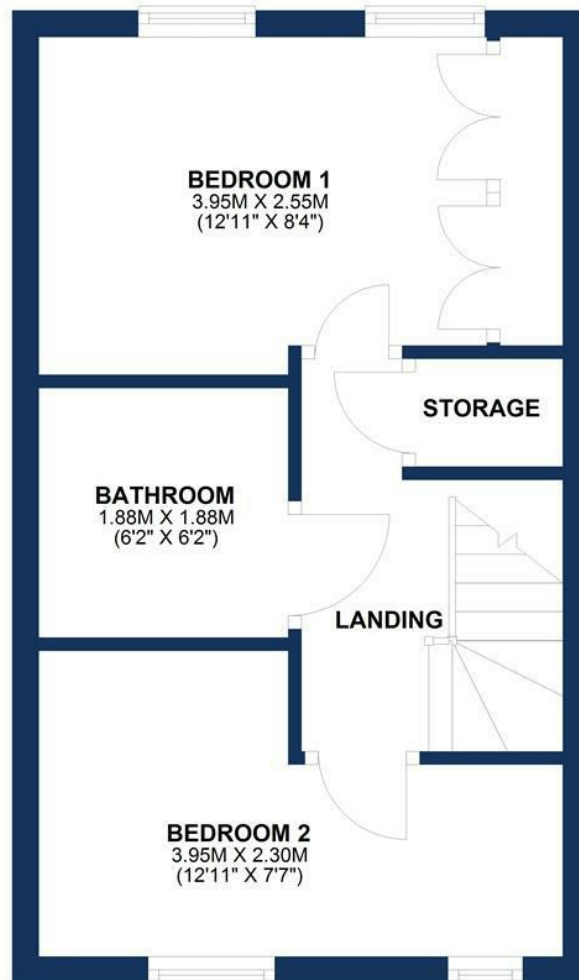 BEDROOM 1
3.95M X 2.55M
(12'11" X 8'4")
STORAGE
BATHROOM
1.88M X 1.88M
(6'2" X 6'2")
LANDING
BEDROOM 2
3.95M X 2.30M
(12'11" X 7'7")